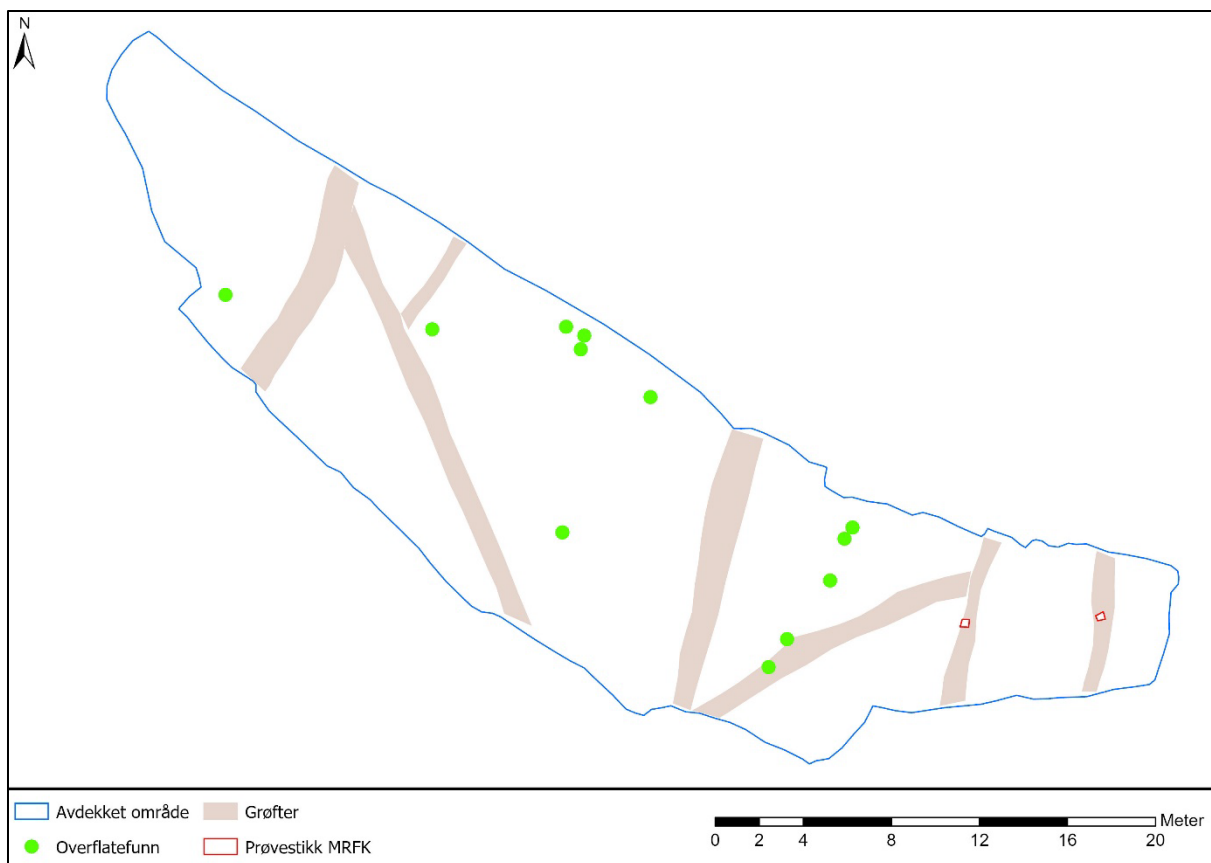 N
Avdekket område
Grøfter
Overflatefunn
Prøvestikk MRFK
Meter
0 2 4 8 12 16 20